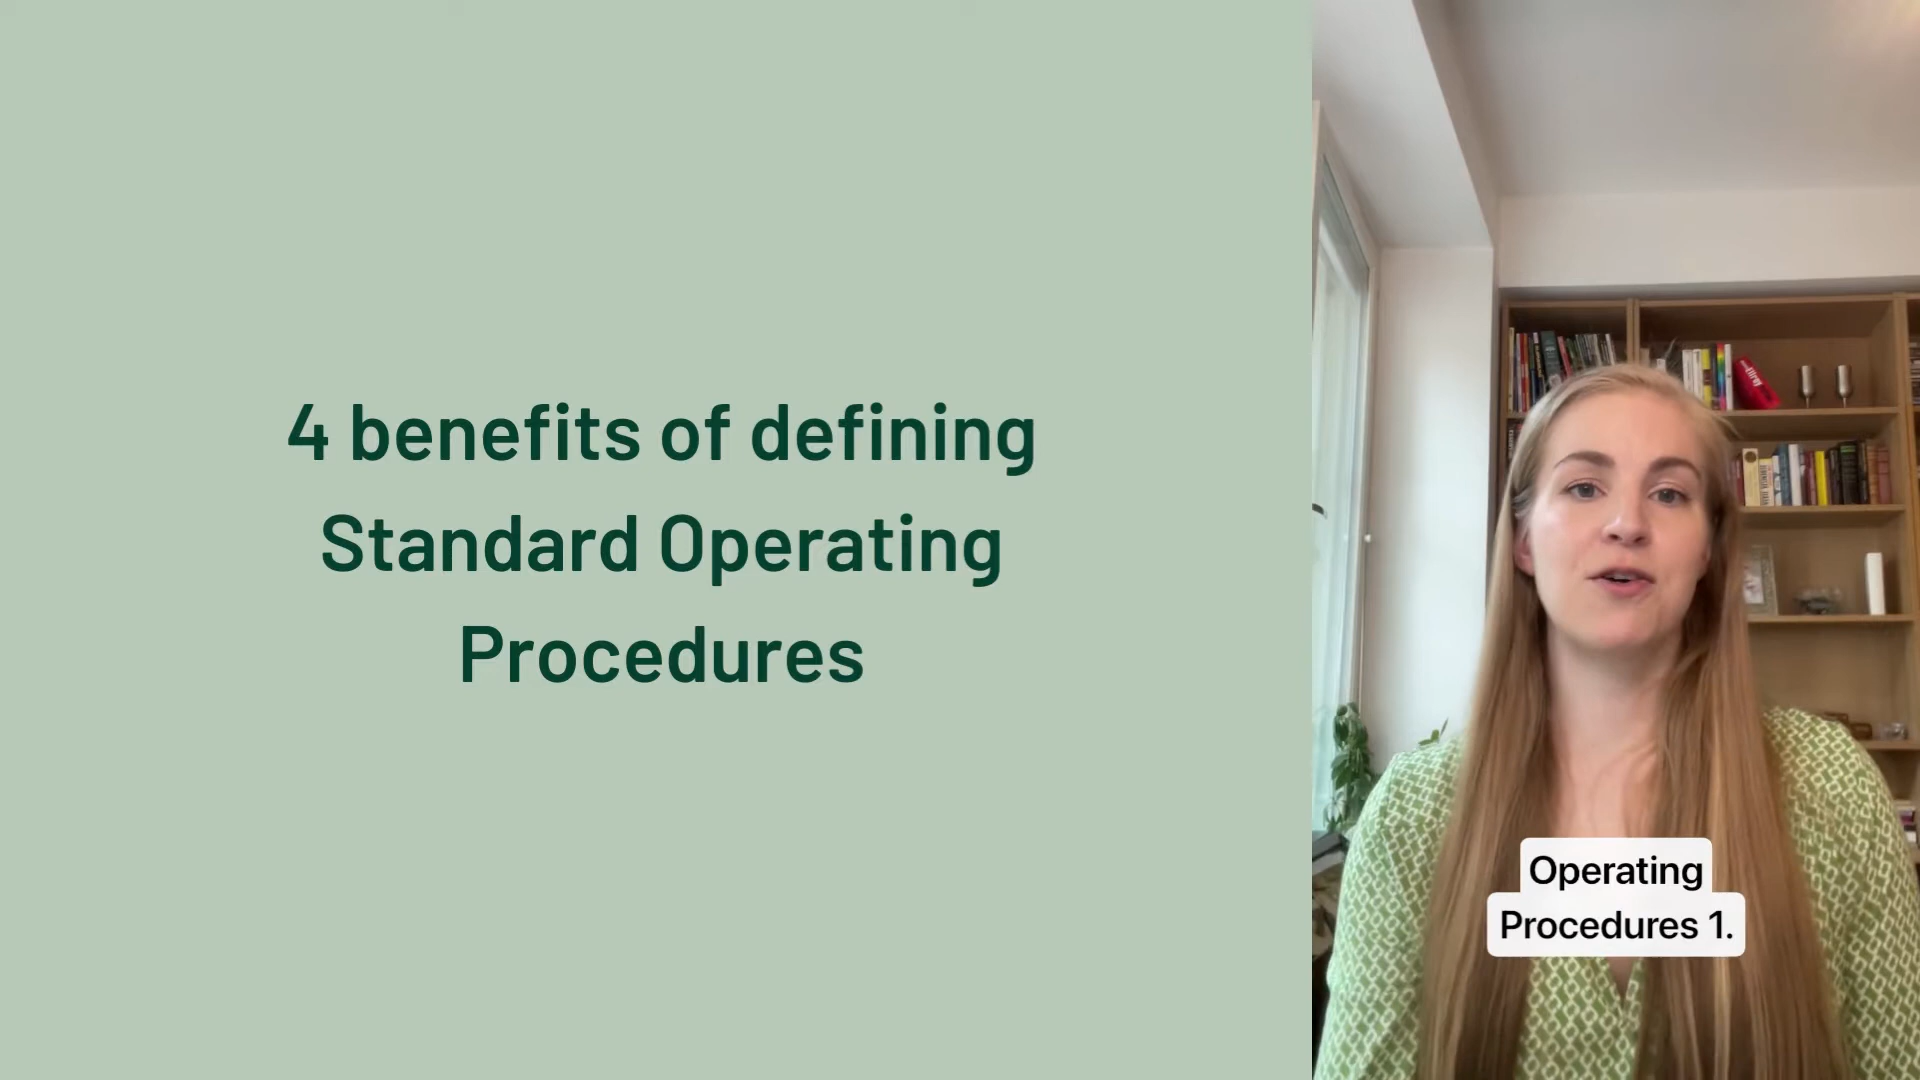 4 benefits of defining
Standard Operating
Procedures
Operating
Procedures 1.